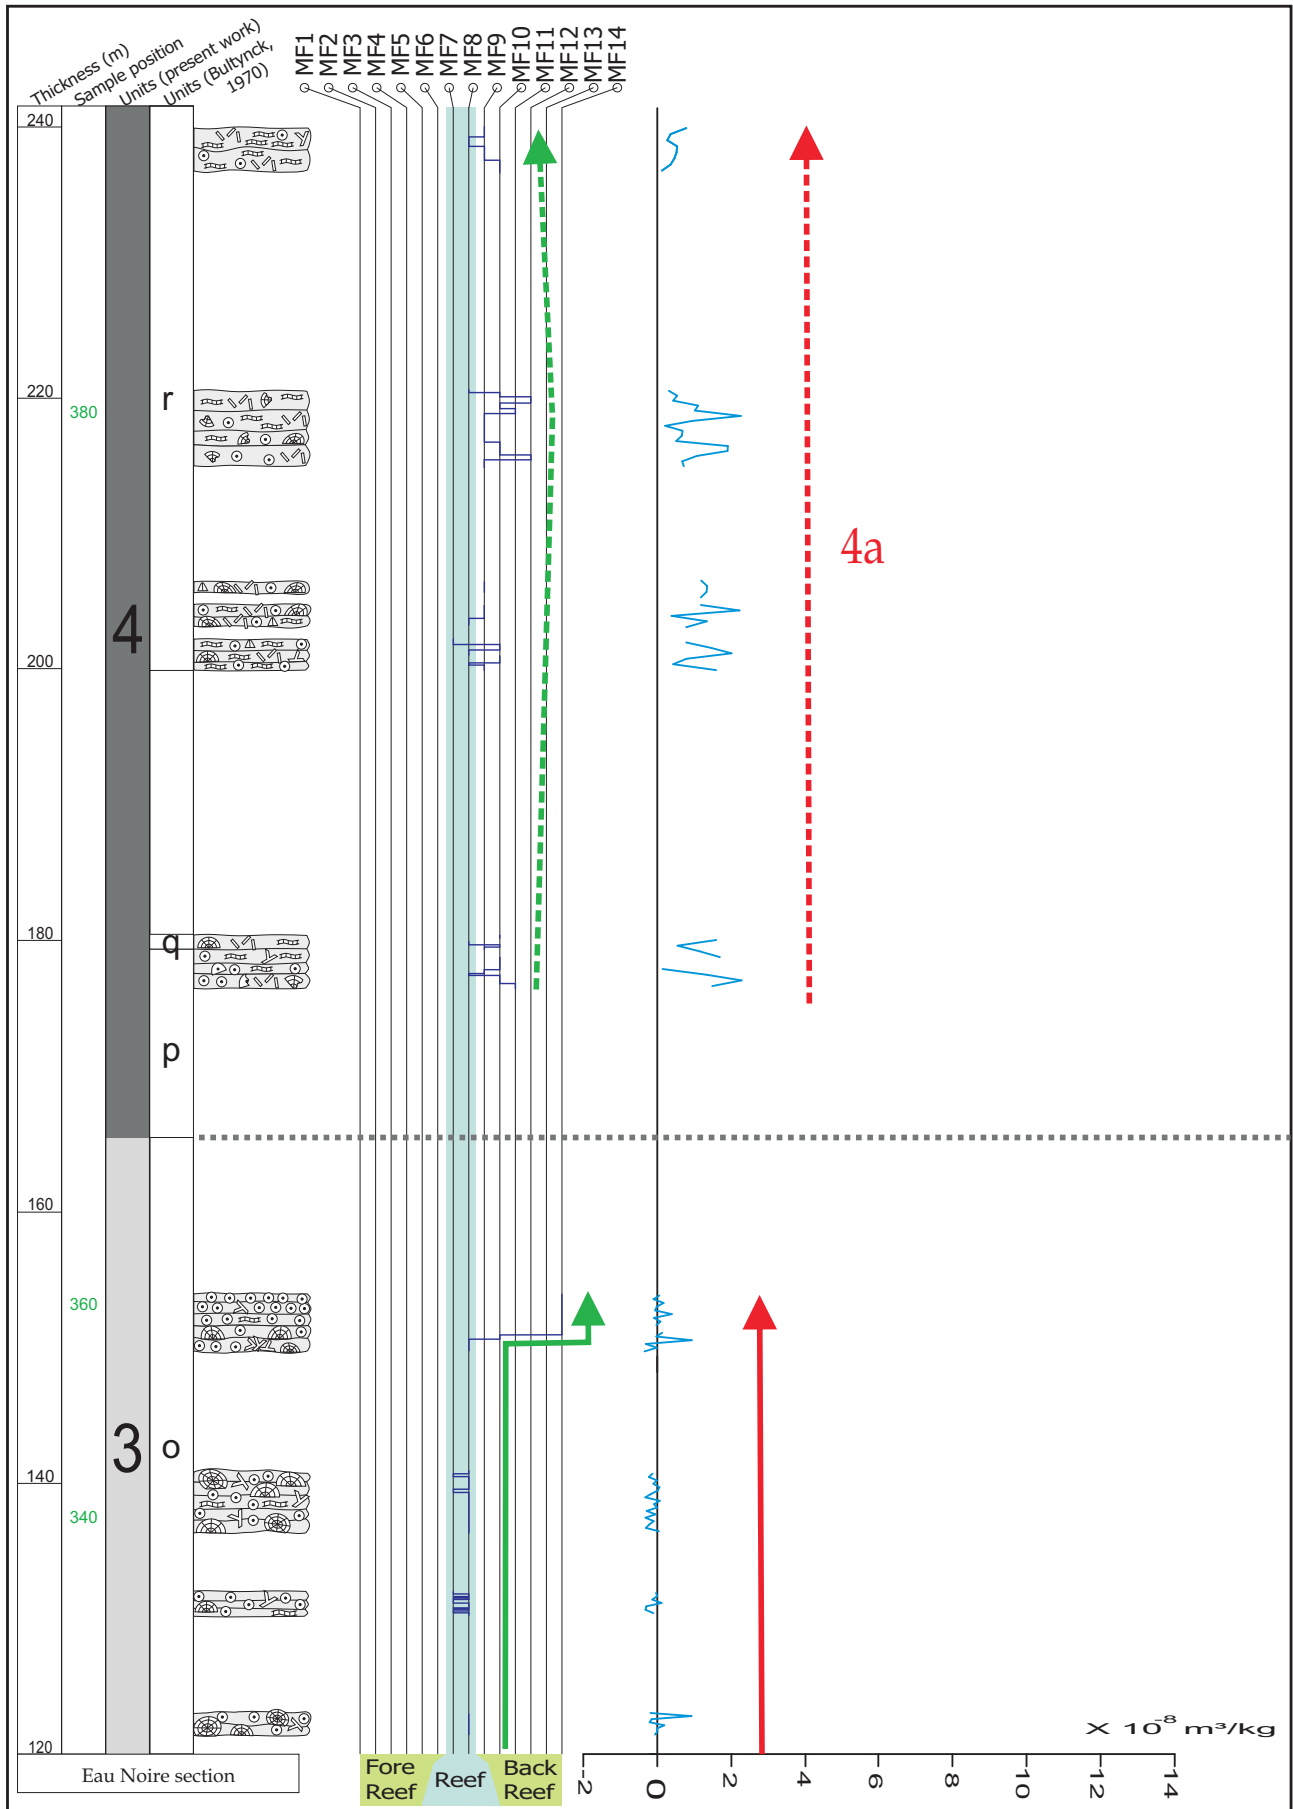 Thickness (m)
Sample position
Units (present work)
Units (Bultynck,
1970)
MF1
MF2
MF3
MF4
MF5
MF6
MF7
MF8
MF9
MF10
MF11
MF12
MF13
MF14
240
220
r
380
4a
4
200
180
q
p
160
360
3
o
140
340
120
X 10⁻⁸ m³/kg
Eau Noire section
Fore
Reef
Reef
Back
Reef
-2
0
2
4
6
8
10
12
14